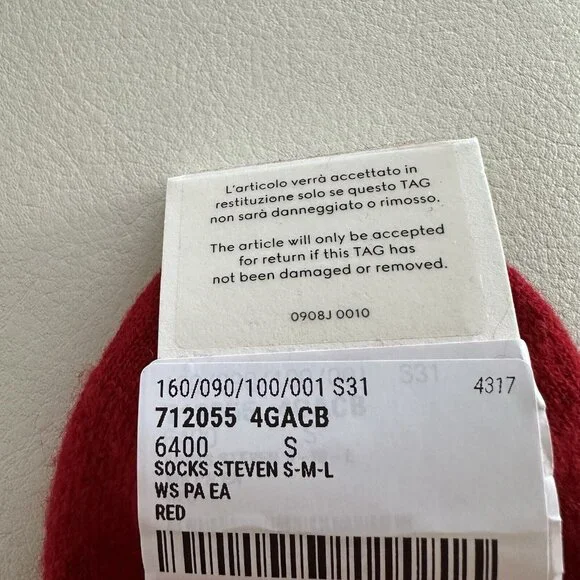 L'articolo verrà accettato in
restituzione solo se questo TAG
non sarà danneggiato o rimosso.
The article will only be accepted
for return if this TAG has
not been damaged or removed.
0908J 0010
160/090/100/001 S31 4317
712055 4GACB
6400 S
SOCKS STEVEN S-M-L
WS PA EA
RED